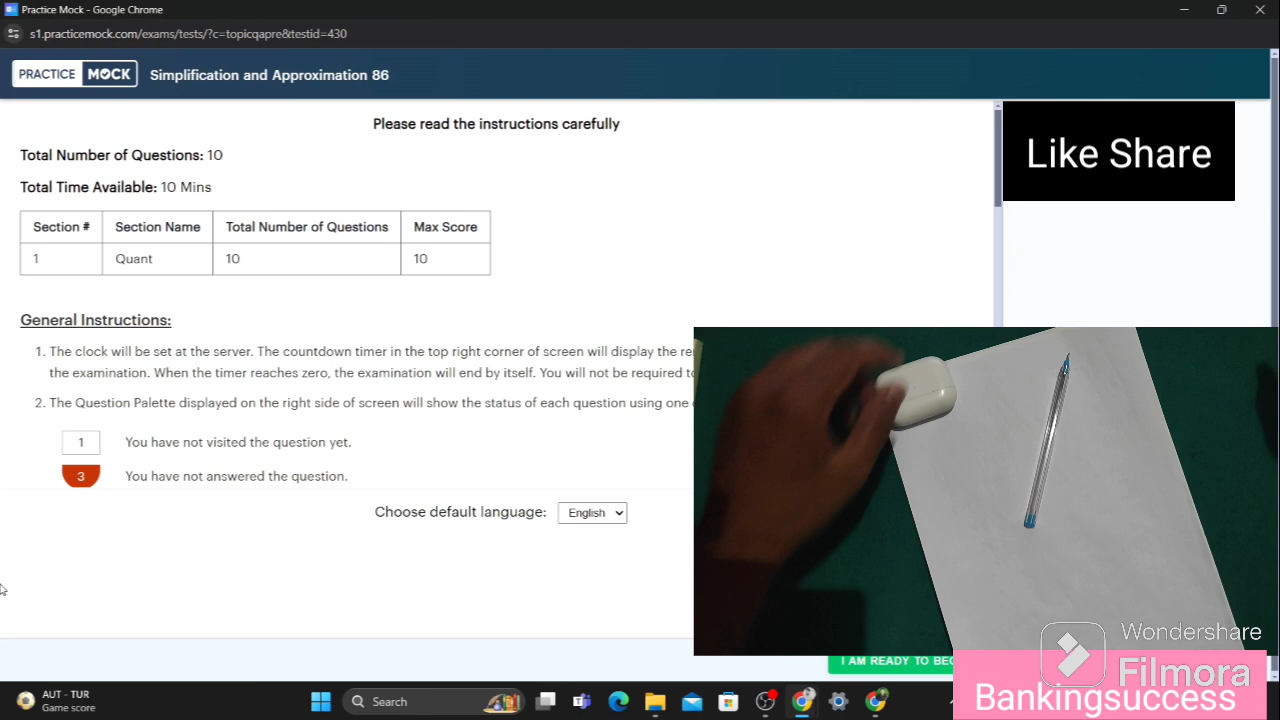 Practice Mock - Google Chrome
s1.practicemock.com/exams/tests/?c=topicqapre&testid=430
PRACTICE MOCK
Simplification and Approximation 86
Please read the instructions carefully
Like Share
Total Number of Questions: 10
Total Time Available: 10 Mins
Section # Section Name Total Number of Questions Max Score
1 Quant 10 10
General Instructions:
1. The clock will be set at the server. The countdown timer in the top right corner of screen will display the
the examination. When the timer reaches zero, the examination will end by itself. You will not be required
2. The Question Palette displayed on the right side of screen will show the status of each question using one
1 You have not visited the question yet.
3 You have not answered the question.
Choose default language: English
I AM READY TO
Wondershare
Filmora
Bankingsuccess
AUT - TUR
Game score
Search